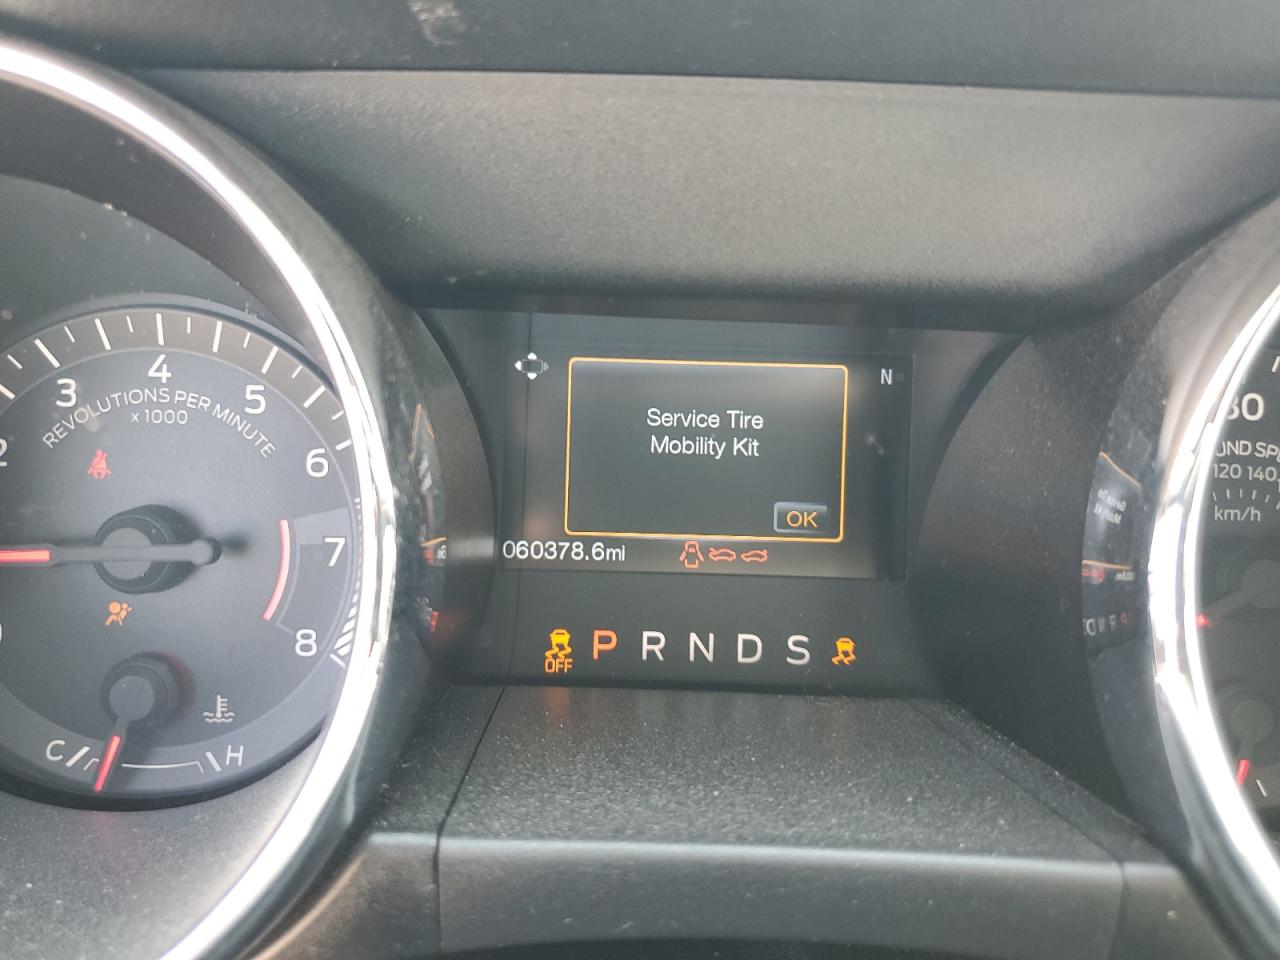 2
3
4
5
6
7
8
REVOLUTIONS PER MINUTE
x 1000
C
H
Service Tire
Mobility Kit
OK
N
060378.6mi
OFF
P R N D S
120 140
km/h